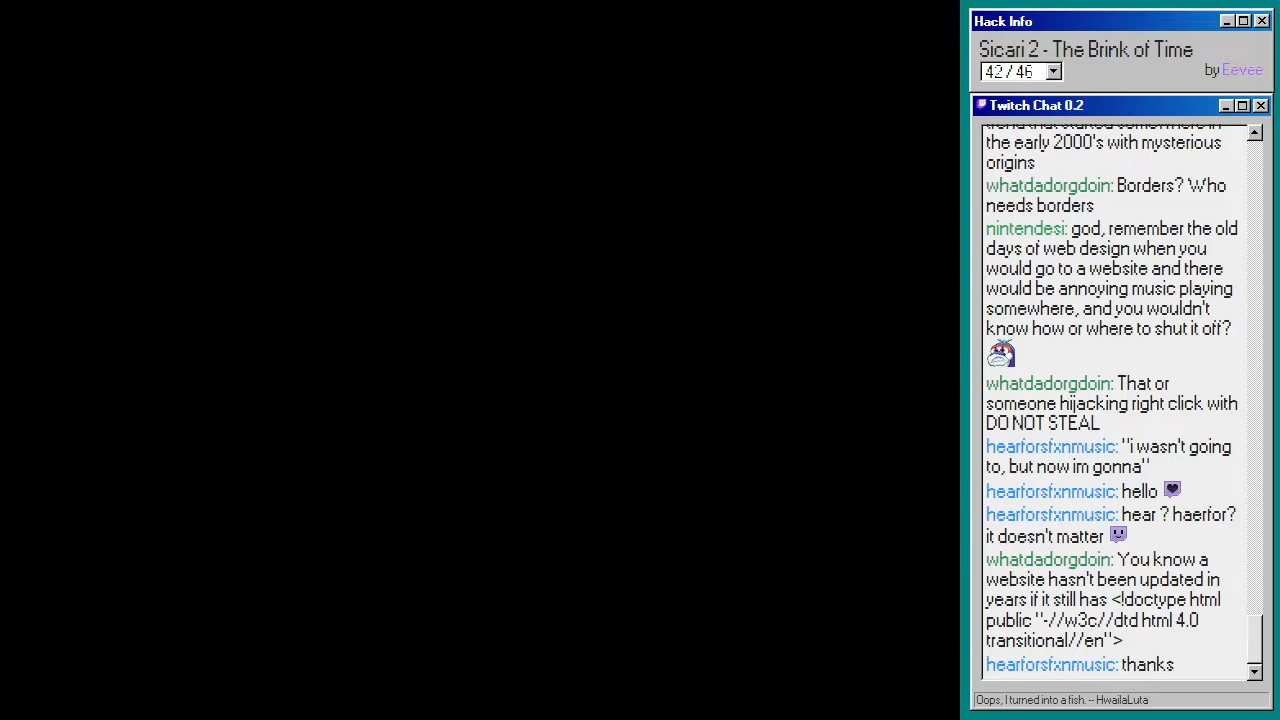 Hack Info
Sicari 2 - The Brink of Time
42 / 46
by Eevee
Twitch Chat 0.2
the early 2000's with mysterious
origins
whatdadorgdoin: Borders? Who
needs borders
nintendesi: god, remember the old
days of web design when you
would go to a website and there
would be annoying music playing
somewhere, and you wouldn't
know how or where to shut it off?
whatdadorgdoin: That or
someone hijacking right click with
DO NOT STEAL
hearforsfxnmusic: "i wasn't going
to, but now im gonna"
hearforsfxnmusic: hello
hearforsfxnmusic: hear ? haerfor?
it doesn't matter
whatdadorgdoin: You know a
website hasn't been updated in
years if it still has <!doctype html
public "-//w3c//dtd html 4.0
transitional//en">
hearforsfxnmusic: thanks
Oops, I turned into a fish. -- HwailaLuta